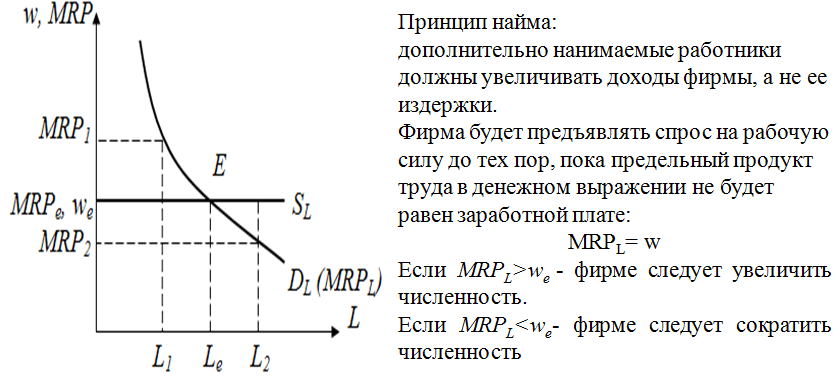 w, MRP
MRP1
E
MRPe, we
SL
MRP2
DL (MRPL)
L
L1
Le
L2
Принцип найма:
дополнительно нанимаемые работники
должны увеличивать доходы фирмы, а не ее
издержки.
Фирма будет предъявлять спрос на рабочую
силу до тех пор, пока предельный продукт
труда в денежном выражении не будет
равен заработной плате:
MRPL= w
Если MRPL>we - фирме следует увеличить
численность.
Если MRPL<we- фирме следует сократить
численность